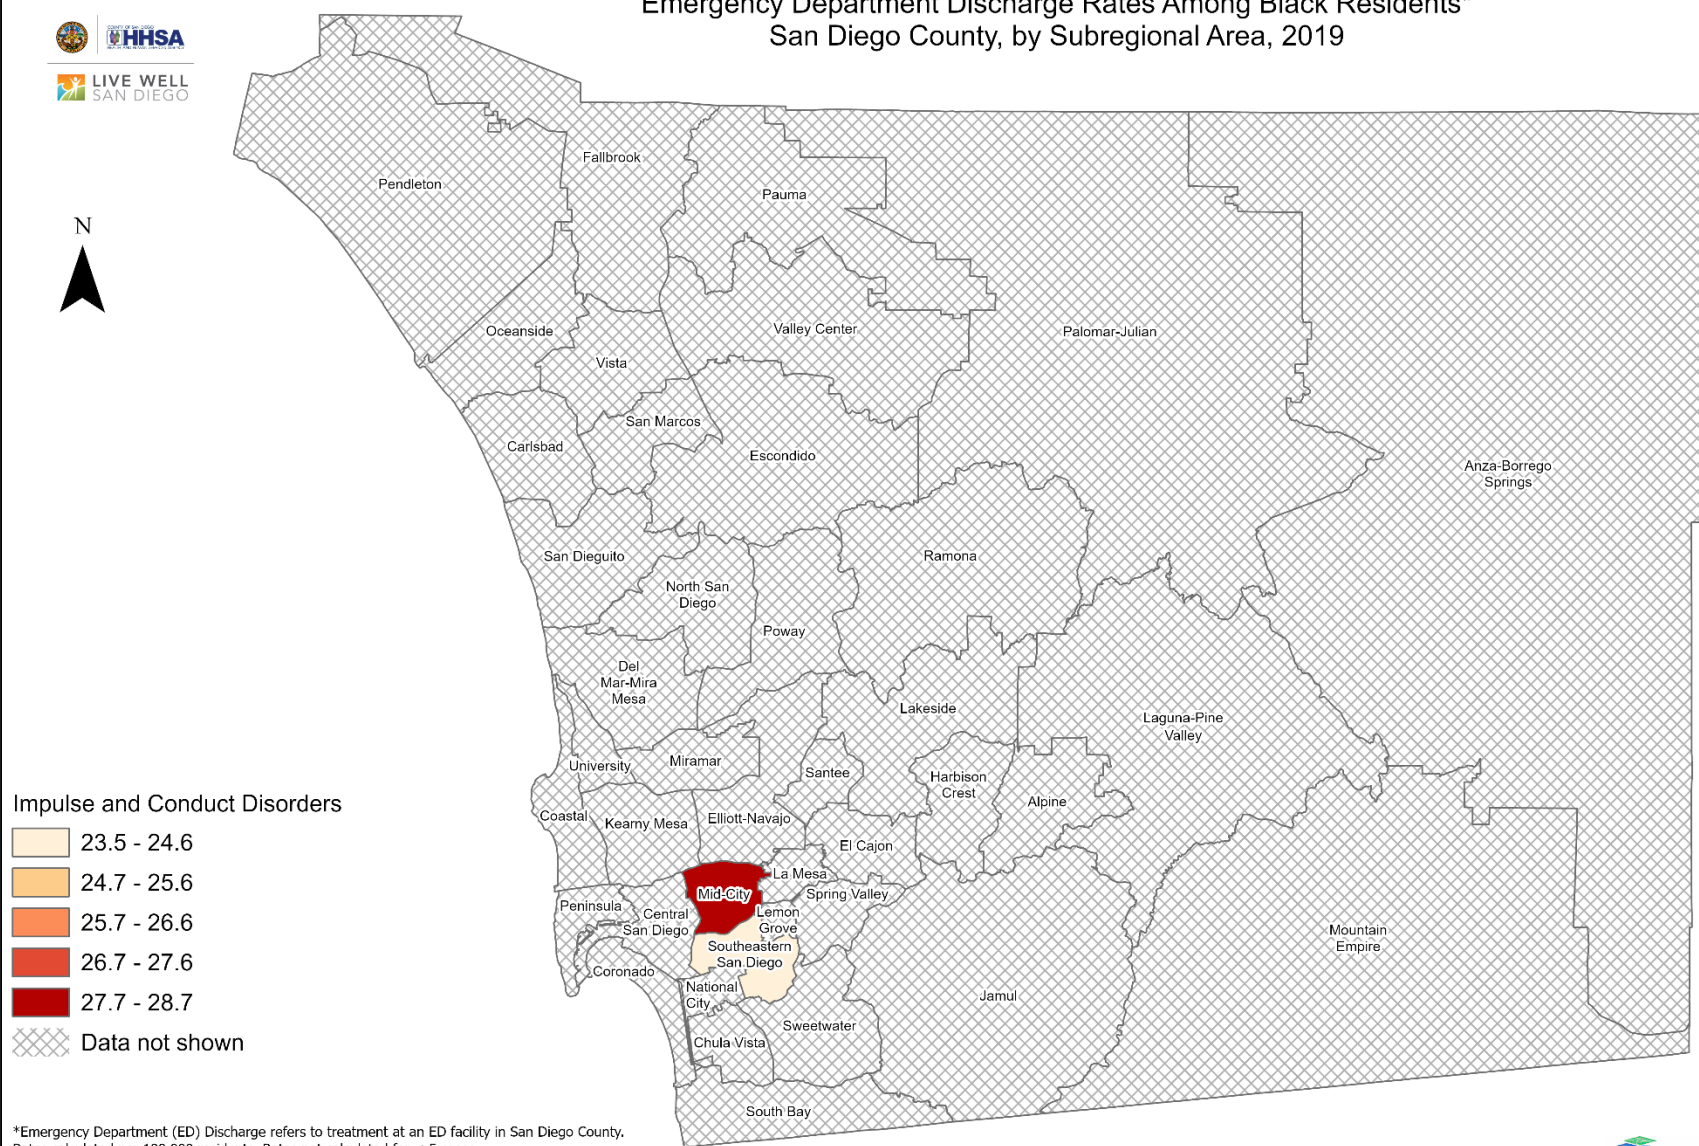 Emergency Department Discharge Rates Among Black Residents*
San Diego County, by Subregional Area, 2019
HHSA
LIVE WELL
SAN DIEGO
N
Fallbrook
Pendleton
Pauma
Oceanside
Valley Center
Palomar-Julian
Vista
San Marcos
Carlsbad
Escondido
Anza-Borrego
Springs
San Dieguito
Ramona
North San
Diego
Poway
Del
Mar-Mira
Mesa
Lakeside
Laguna-Pine
Valley
University
Miramar
Santee
Harbison
Crest
Alpine
Coastal
Kearny Mesa
Elliott-Navajo
El Cajon
La Mesa
Mid-City
Spring Valley
Peninsula
Central
San Diego
Lemon
Grove
Southeastern
San Diego
Mountain
Empire
Coronado
National
City
Jamul
Sweetwater
Chula Vista
South Bay
Impulse and Conduct Disorders
23.5 - 24.6
24.7 - 25.6
25.7 - 26.6
26.7 - 27.6
27.7 - 28.7
Data not shown
*Emergency Department (ED) Discharge refers to treatment at an ED facility in San Diego County.